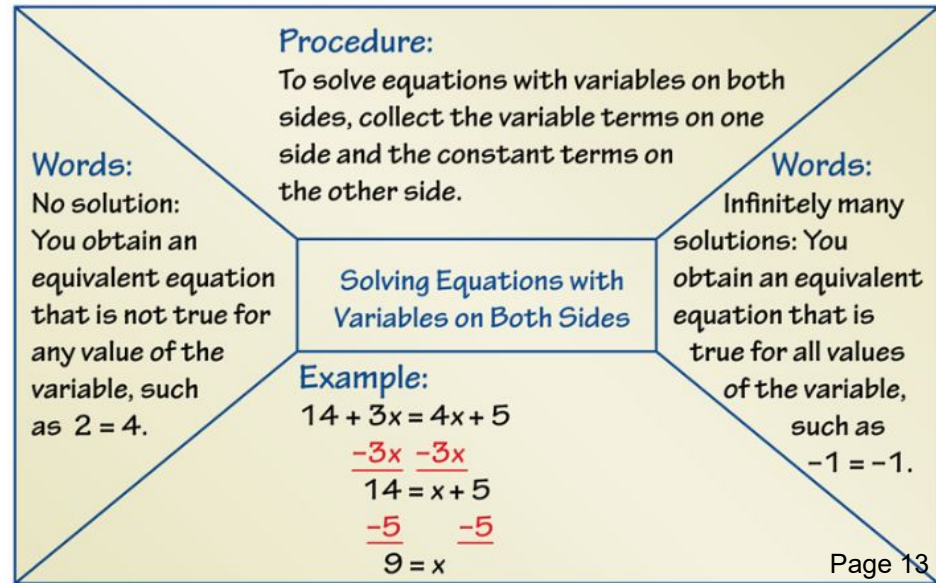 Procedure:
To solve equations with variables on both
sides, collect the variable terms on one
side and the constant terms on
the other side.
Words:
No solution:
You obtain an
equivalent equation
that is not true for
any value of the
variable, such
as 2 = 4.
Solving Equations with
Variables on Both Sides
Words:
Infinitely many
solutions: You
obtain an equivalent
equation that is
true for all values
of the variable,
such as
-1 = -1.
Example:
14 + 3x = 4x + 5
-3x -3x
14 = x + 5
-5 -5
9 = x
Page 13